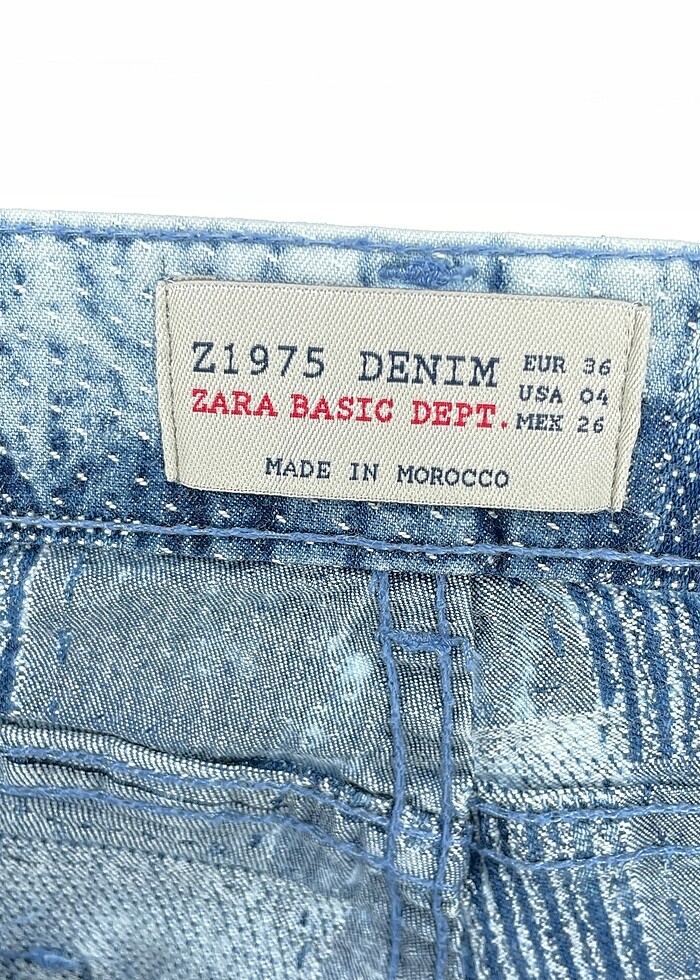 Z1975 DENIM
ZARA BASIC DEPT.
EUR 36
USA 04
MEX 26
MADE IN MOROCCO